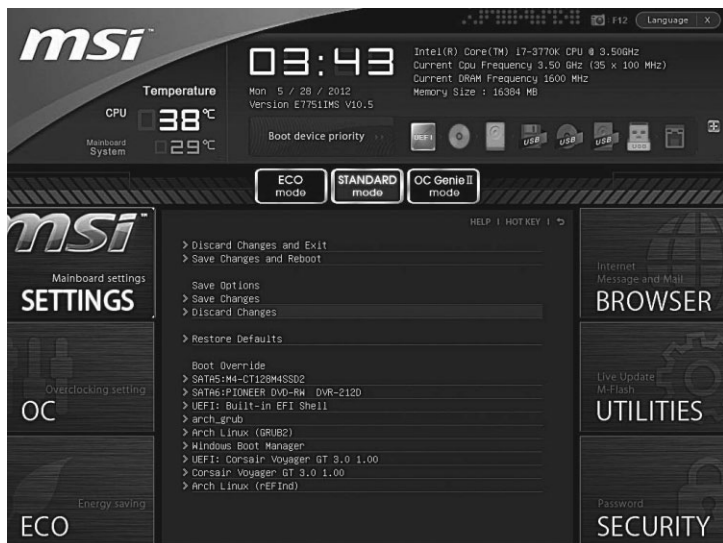 F12 Language X
msi
03:43
Intel(R) Core(TM) i7-3770K CPU @ 3.50GHz
Current Cpu Frequency 3.50 GHz (35 x 100 MHz)
Current DRAM Frequency 1600 MHz
Memory Size : 16384 MB
Temperature
CPU 38°C
Mainboard
System 29°C
Mon 5 / 28 / 2012
Version E7751IMS V10.5
Boot device priority
UEFI USB USB USB USB
ECO
mode
STANDARD
mode
OC Genie II
mode
HELP | HOT KEY |
msi
Mainboard settings
SETTINGS
Overclocking setting
OC
Energy saving
ECO
> Discard Changes and Exit
> Save Changes and Reboot
Save Options
> Save Changes
> Discard Changes
> Restore Defaults
Boot Override
> SATA5:M4-CT128M4SSD2
> SATA6:PIONEER DVD-RW DVR-212D
> UEFI: Built-in EFI Shell
> arch_grub
> Arch Linux (GRUB2)
> Windows Boot Manager
> UEFI: Corsair Voyager GT 3.0 1.00
> Corsair Voyager GT 3.0 1.00
> Arch Linux (rEFInd)
Internet
Message and Mail
BROWSER
Live Update
M-Flash
UTILITIES
Password
SECURITY